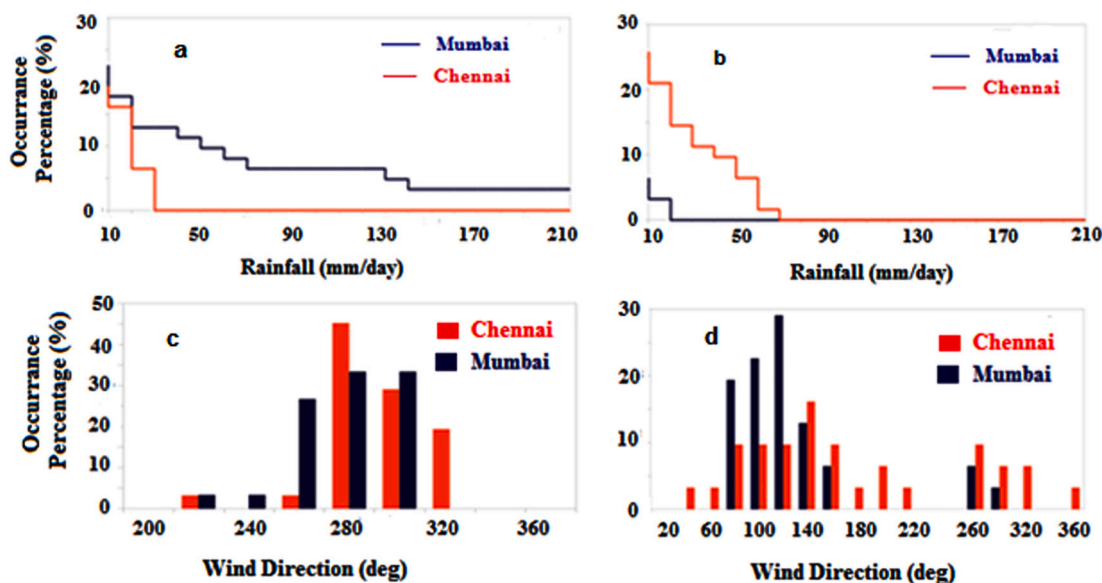 Occurrance
Percentage (%)
a
Mumbai
Chennai
30
20
10
0
10 50 90 130 170 210
Rainfall (mm/day)
b
Mumbai
Chennai
30
20
10
0
10 50 90 130 170 210
Rainfall (mm/day)
Occurrance
Percentage (%)
c
Chennai
Mumbai
50
40
30
20
10
0
200 240 280 320 360
Wind Direction (deg)
d
Chennai
Mumbai
30
20
10
0
20 60 100 140 180 220 260 320 360
Wind Direction (deg)